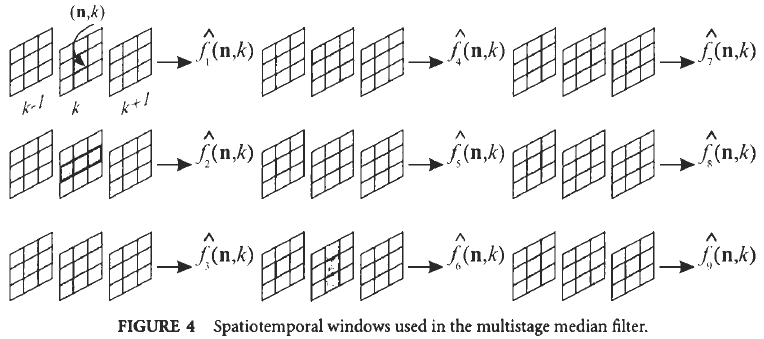 (n,k)
f̂₁(n,k) f̂₄(n,k) f̂₇(n,k)
k-1 k k+1
f̂₂(n,k) f̂₅(n,k) f̂₈(n,k)
f̂₃(n,k) f̂₆(n,k) f̂₉(n,k)
FIGURE 4 Spatiotemporal windows used in the multistage median filter.